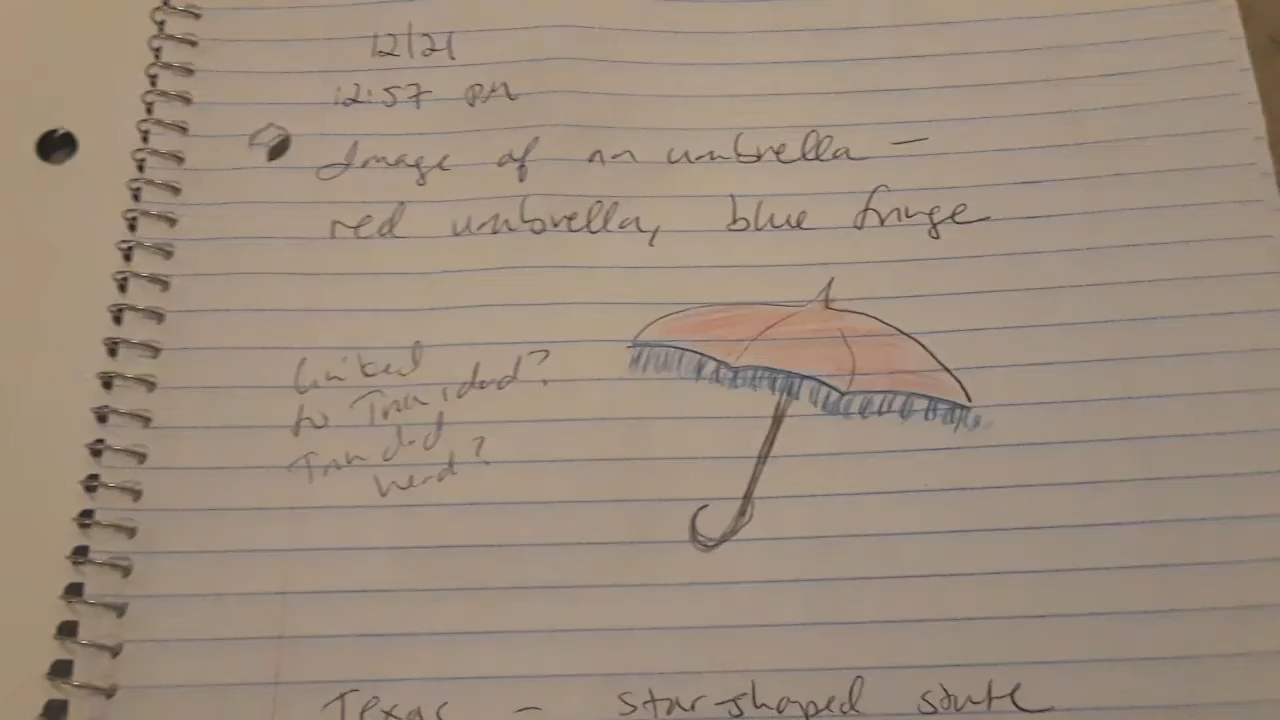 12/21
12:57 PM
Image of an umbrella —
red umbrella, blue fringe
Linked
to Trinidad?
Trinidad
Texas — star-shaped state